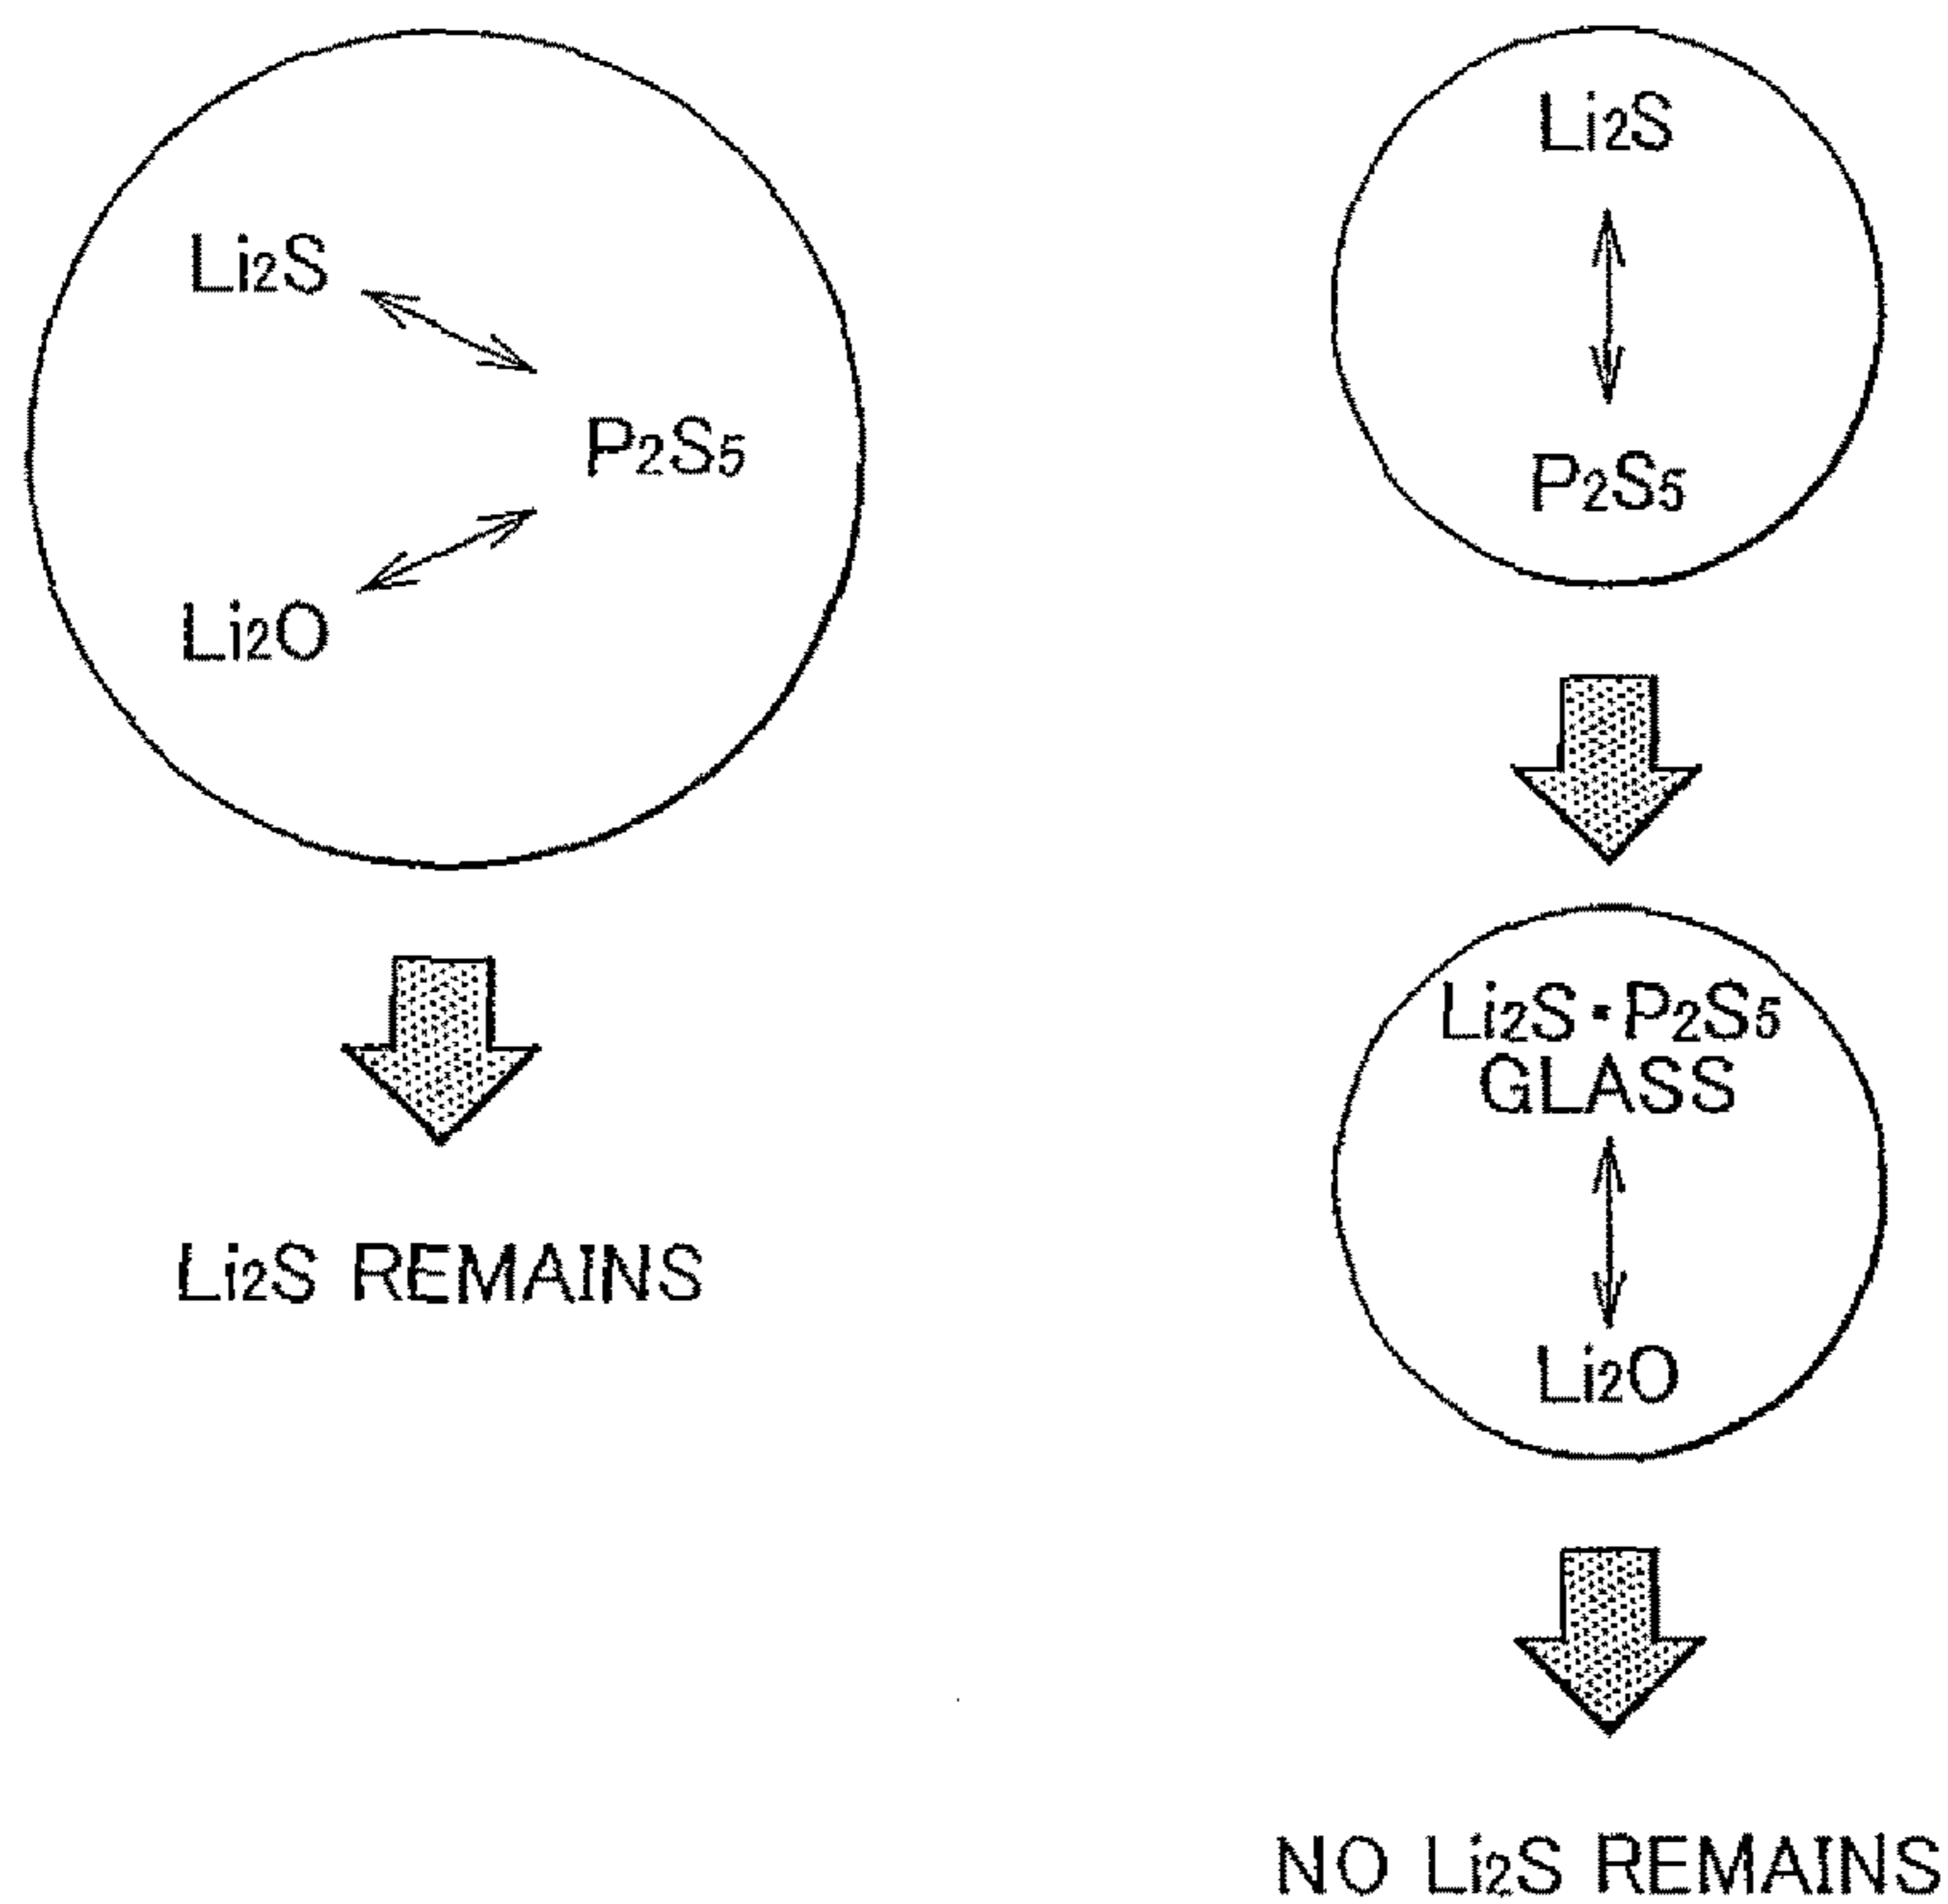 Li2S
P2S5
Li2O
Li2S REMAINS
Li2S
P2S5
Li2S・P2S5
GLASS
Li2O
NO Li2S REMAINS